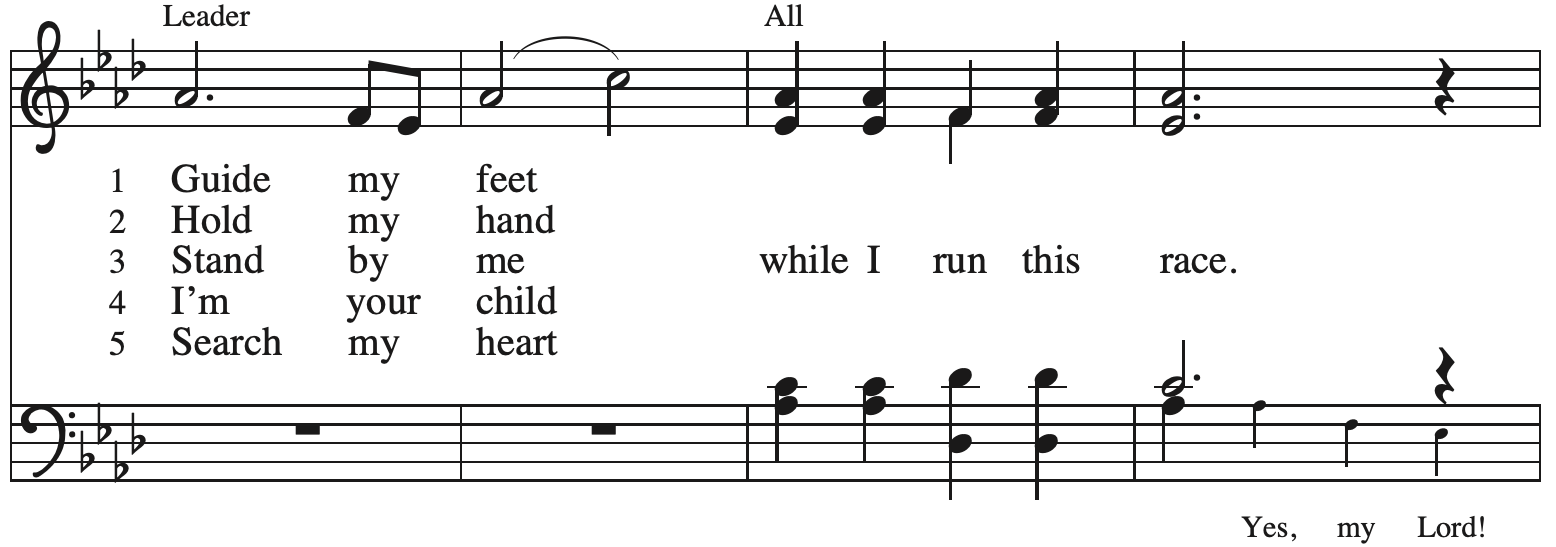 Leader All
1 Guide my feet
2 Hold my hand
3 Stand by me while I run this race.
4 I'm your child
5 Search my heart
Yes, my Lord!